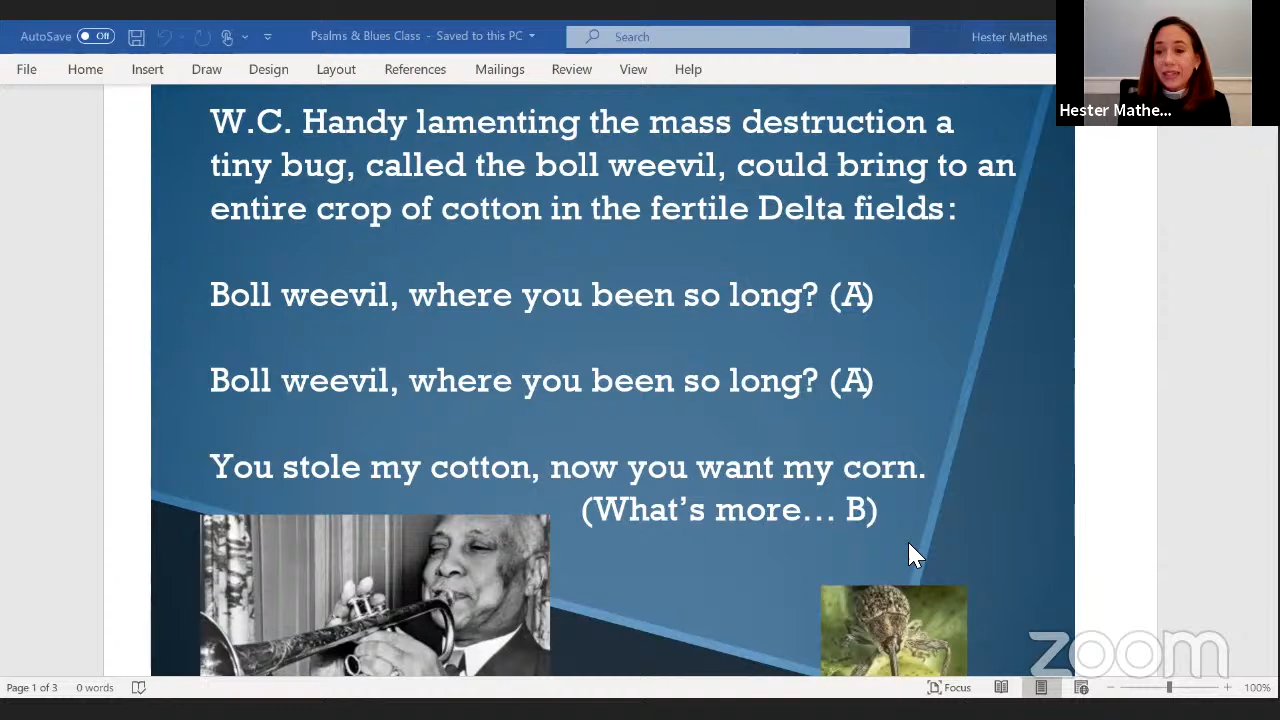 AutoSave Off Psalms & Blues Class - Saved to this PC Search Hester Mathes
File Home Insert Draw Design Layout References Mailings Review View Help
Hester Mathe...
W.C. Handy lamenting the mass destruction a
tiny bug, called the boll weevil, could bring to an
entire crop of cotton in the fertile Delta fields:
Boll weevil, where you been so long? (A)
Boll weevil, where you been so long? (A)
You stole my cotton, now you want my corn.
(What's more... B)
zoom
Page 1 of 3 0 words Focus 100%